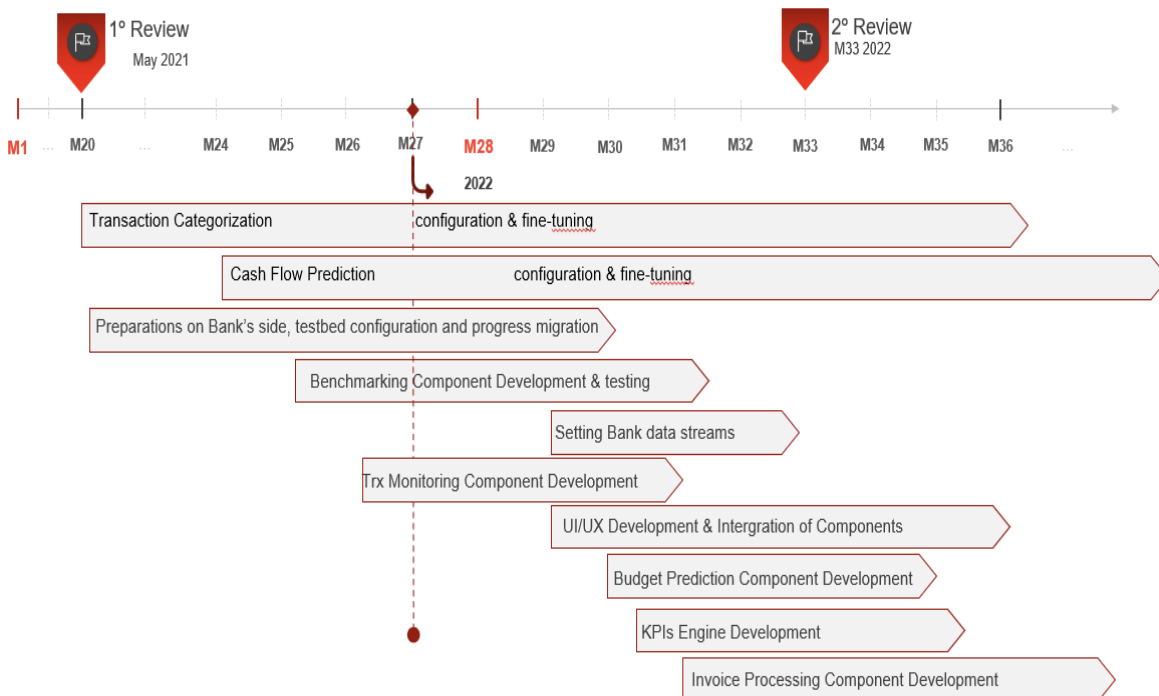 1º Review
May 2021
2º Review
M33 2022
M1 ... M20 ... M24 M25 M26 M27 M28 M29 M30 M31 M32 M33 M34 M35 M36 ...
2022
Transaction Categorization configuration & fine-tuning
Cash Flow Prediction configuration & fine-tuning
Preparations on Bank's side, testbed configuration and progress migration
Benchmarking Component Development & testing
Setting Bank data streams
Trx Monitoring Component Development
UI/UX Development & Intergration of Components
Budget Prediction Component Development
KPIs Engine Development
Invoice Processing Component Development